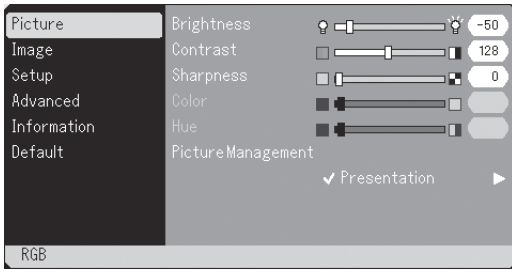 Picture
Image
Setup
Advanced
Information
Default
Brightness -50
Contrast 128
Sharpness 0
Color
Hue
Picture Management
✓ Presentation ▶
RGB